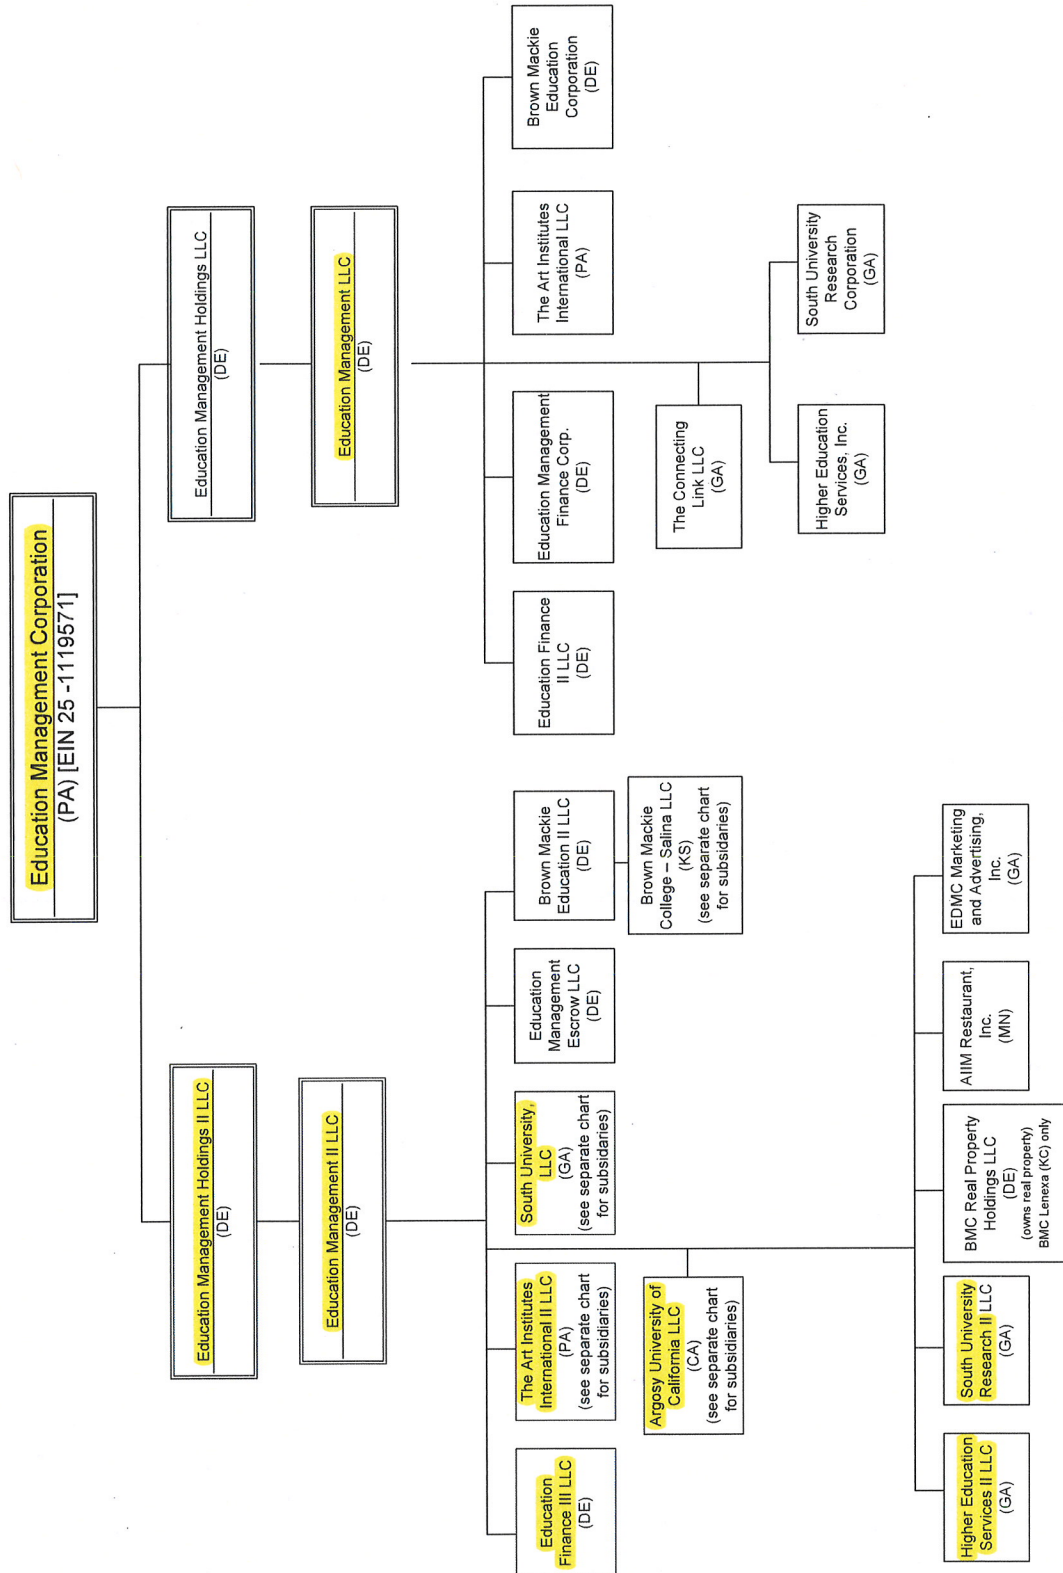 Education Management Corporation
(PA) [EIN 25 -1119571]
Education Management Holdings II LLC
(DE)
Education Management Holdings LLC
(DE)
Education Management II LLC
(DE)
Education Management LLC
(DE)
Education
Finance III LLC
(DE)
The Art Institutes
International II LLC
(PA)
(see separate chart
for subsidiaries)
South University,
LLC
(GA)
(see separate chart
for subsidaries)
Education
Management
Escrow LLC
(DE)
Brown Mackie
Education II LLC
(DE)
Education Finance
II LLC
(DE)
Education Management
Finance Corp.
(DE)
The Art Institutes
International LLC
(PA)
Brown Mackie
Education
Corporation
(DE)
Argosy University of
California LLC
(CA)
(see separate chart
for subsidiaries)
Brown Mackie
College – Salina LLC
(KS)
(see separate chart
for subsidaries)
The Connecting
Link LLC
(GA)
Higher Education
Services, Inc.
(GA)
South University
Research
Corporation
(GA)
Higher Education
Services II LLC
(GA)
South University
Research II LLC
(GA)
BMC Real Property
Holdings LLC
(DE)
(owns real property)
BMC Lenexa (KC) only
AIIM Restaurant,
Inc.
(MN)
EDMC Marketing
and Advertising,
Inc.
(GA)